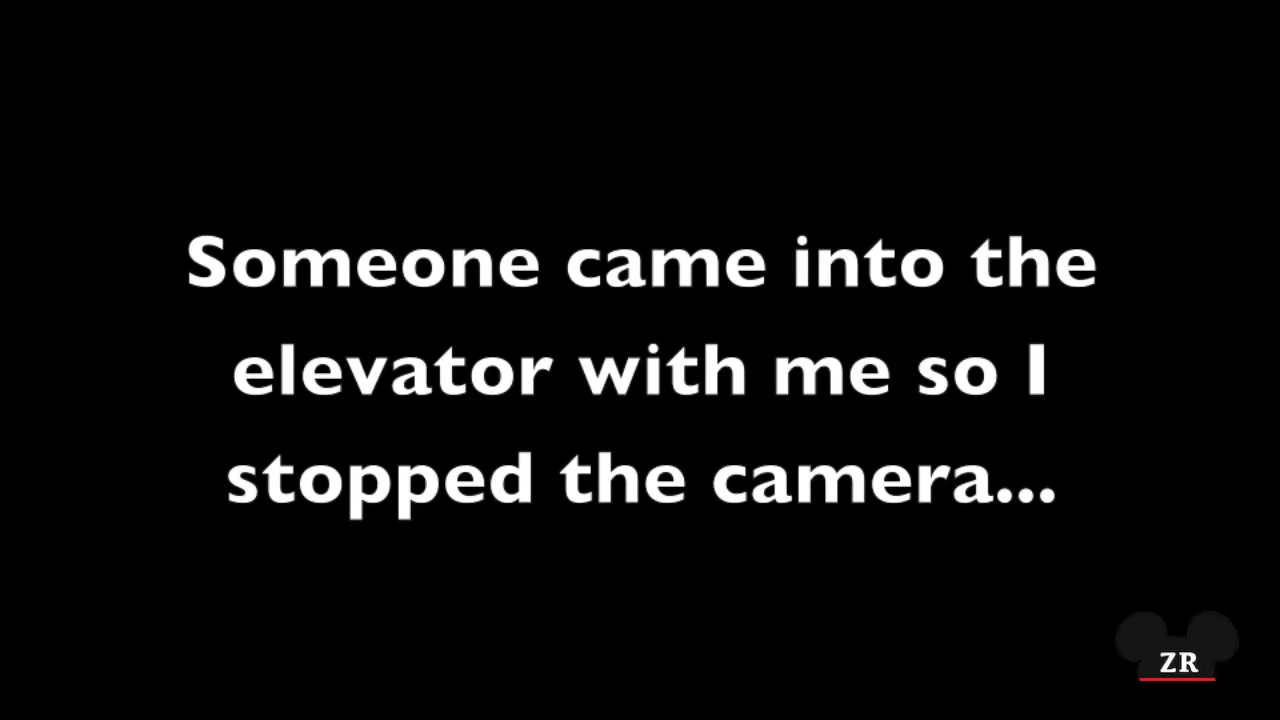 Someone came into the
elevator with me so I
stopped the camera...
ZR